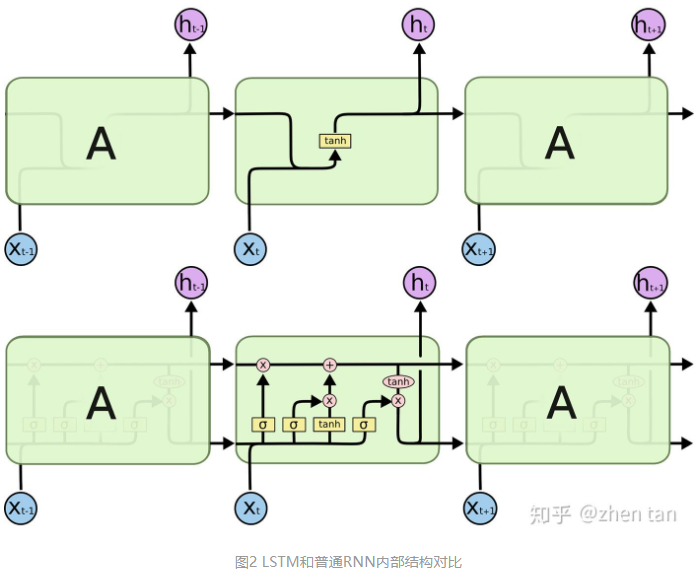 ht-1 ht ht+1
A tanh A
Xt-1 Xt Xt+1
ht-1 ht ht+1
x + tanh x + tanh x + tanh
x x x x
A A
σ σ σ σ σ tanh σ σ σ σ
Xt-1 Xt Xt+1
知乎 @zhen tan
图2 LSTM和普通RNN内部结构对比